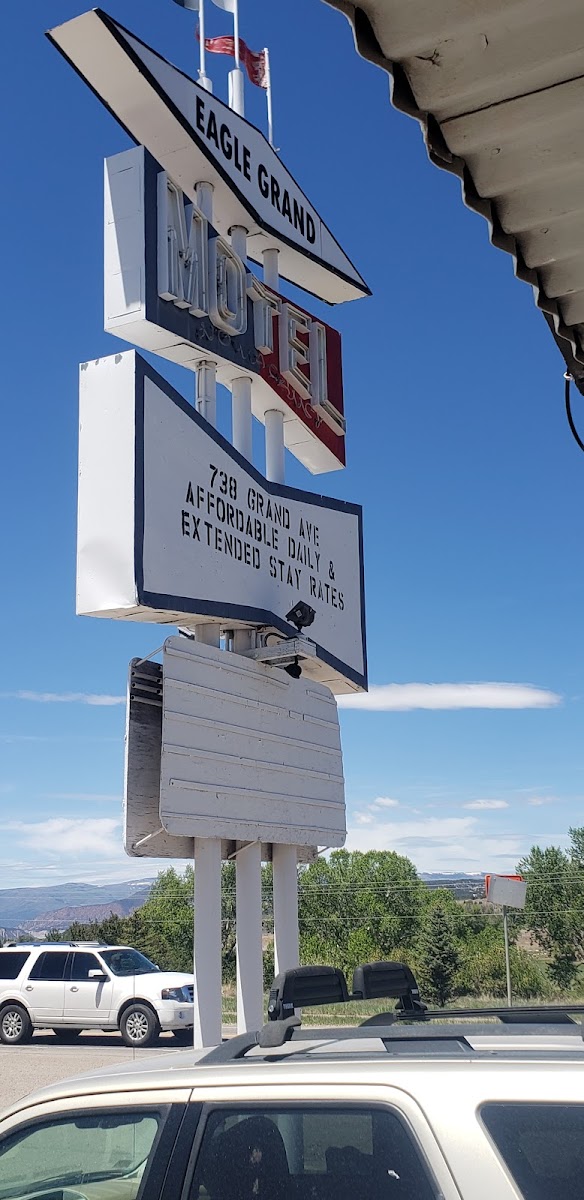 EAGLE GRAND
MOTEL
738 GRAND AVE
AFFORDABLE DAILY &
EXTENDED STAY RATES